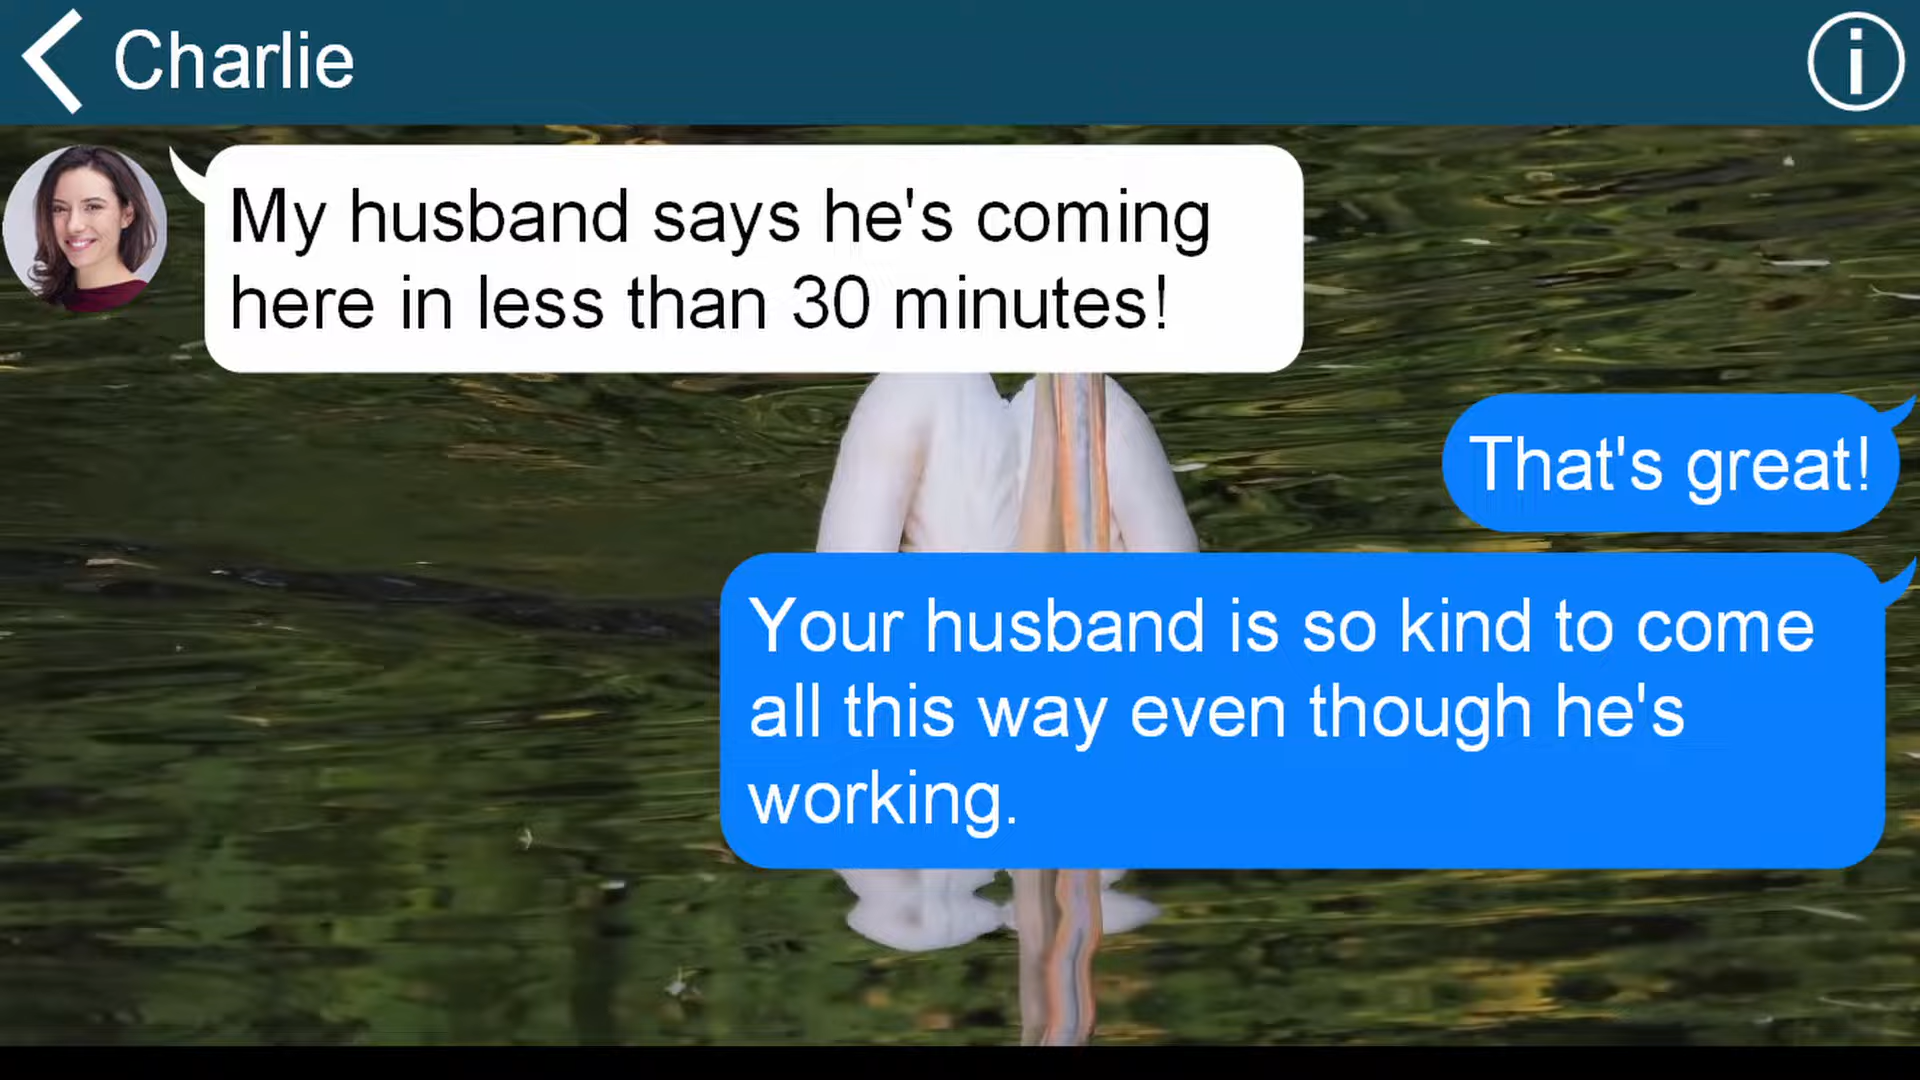 Charlie
My husband says he's coming
here in less than 30 minutes!
That's great!
Your husband is so kind to come
all this way even though he's
working.